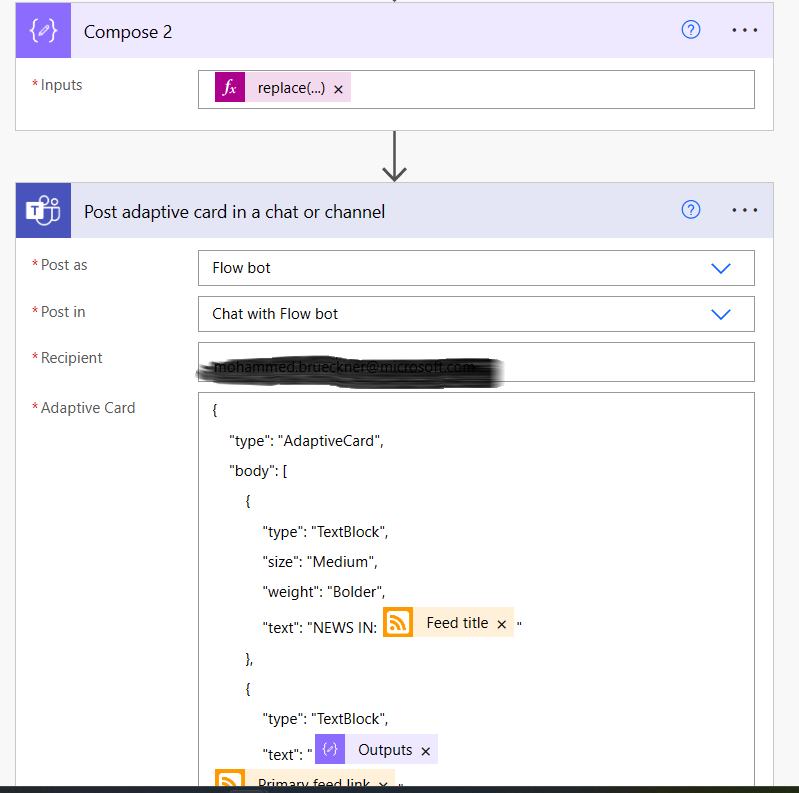 Compose 2
* Inputs
fx replace(...) ×
Post adaptive card in a chat or channel
* Post as
Flow bot
* Post in
Chat with Flow bot
* Recipient
* Adaptive Card
{
"type": "AdaptiveCard",
"body": [
{
"type": "TextBlock",
"size": "Medium",
"weight": "Bolder",
"text": "NEWS IN: Feed title × "
},
{
"type": "TextBlock",
"text": " Outputs ×
Primary feed link × "